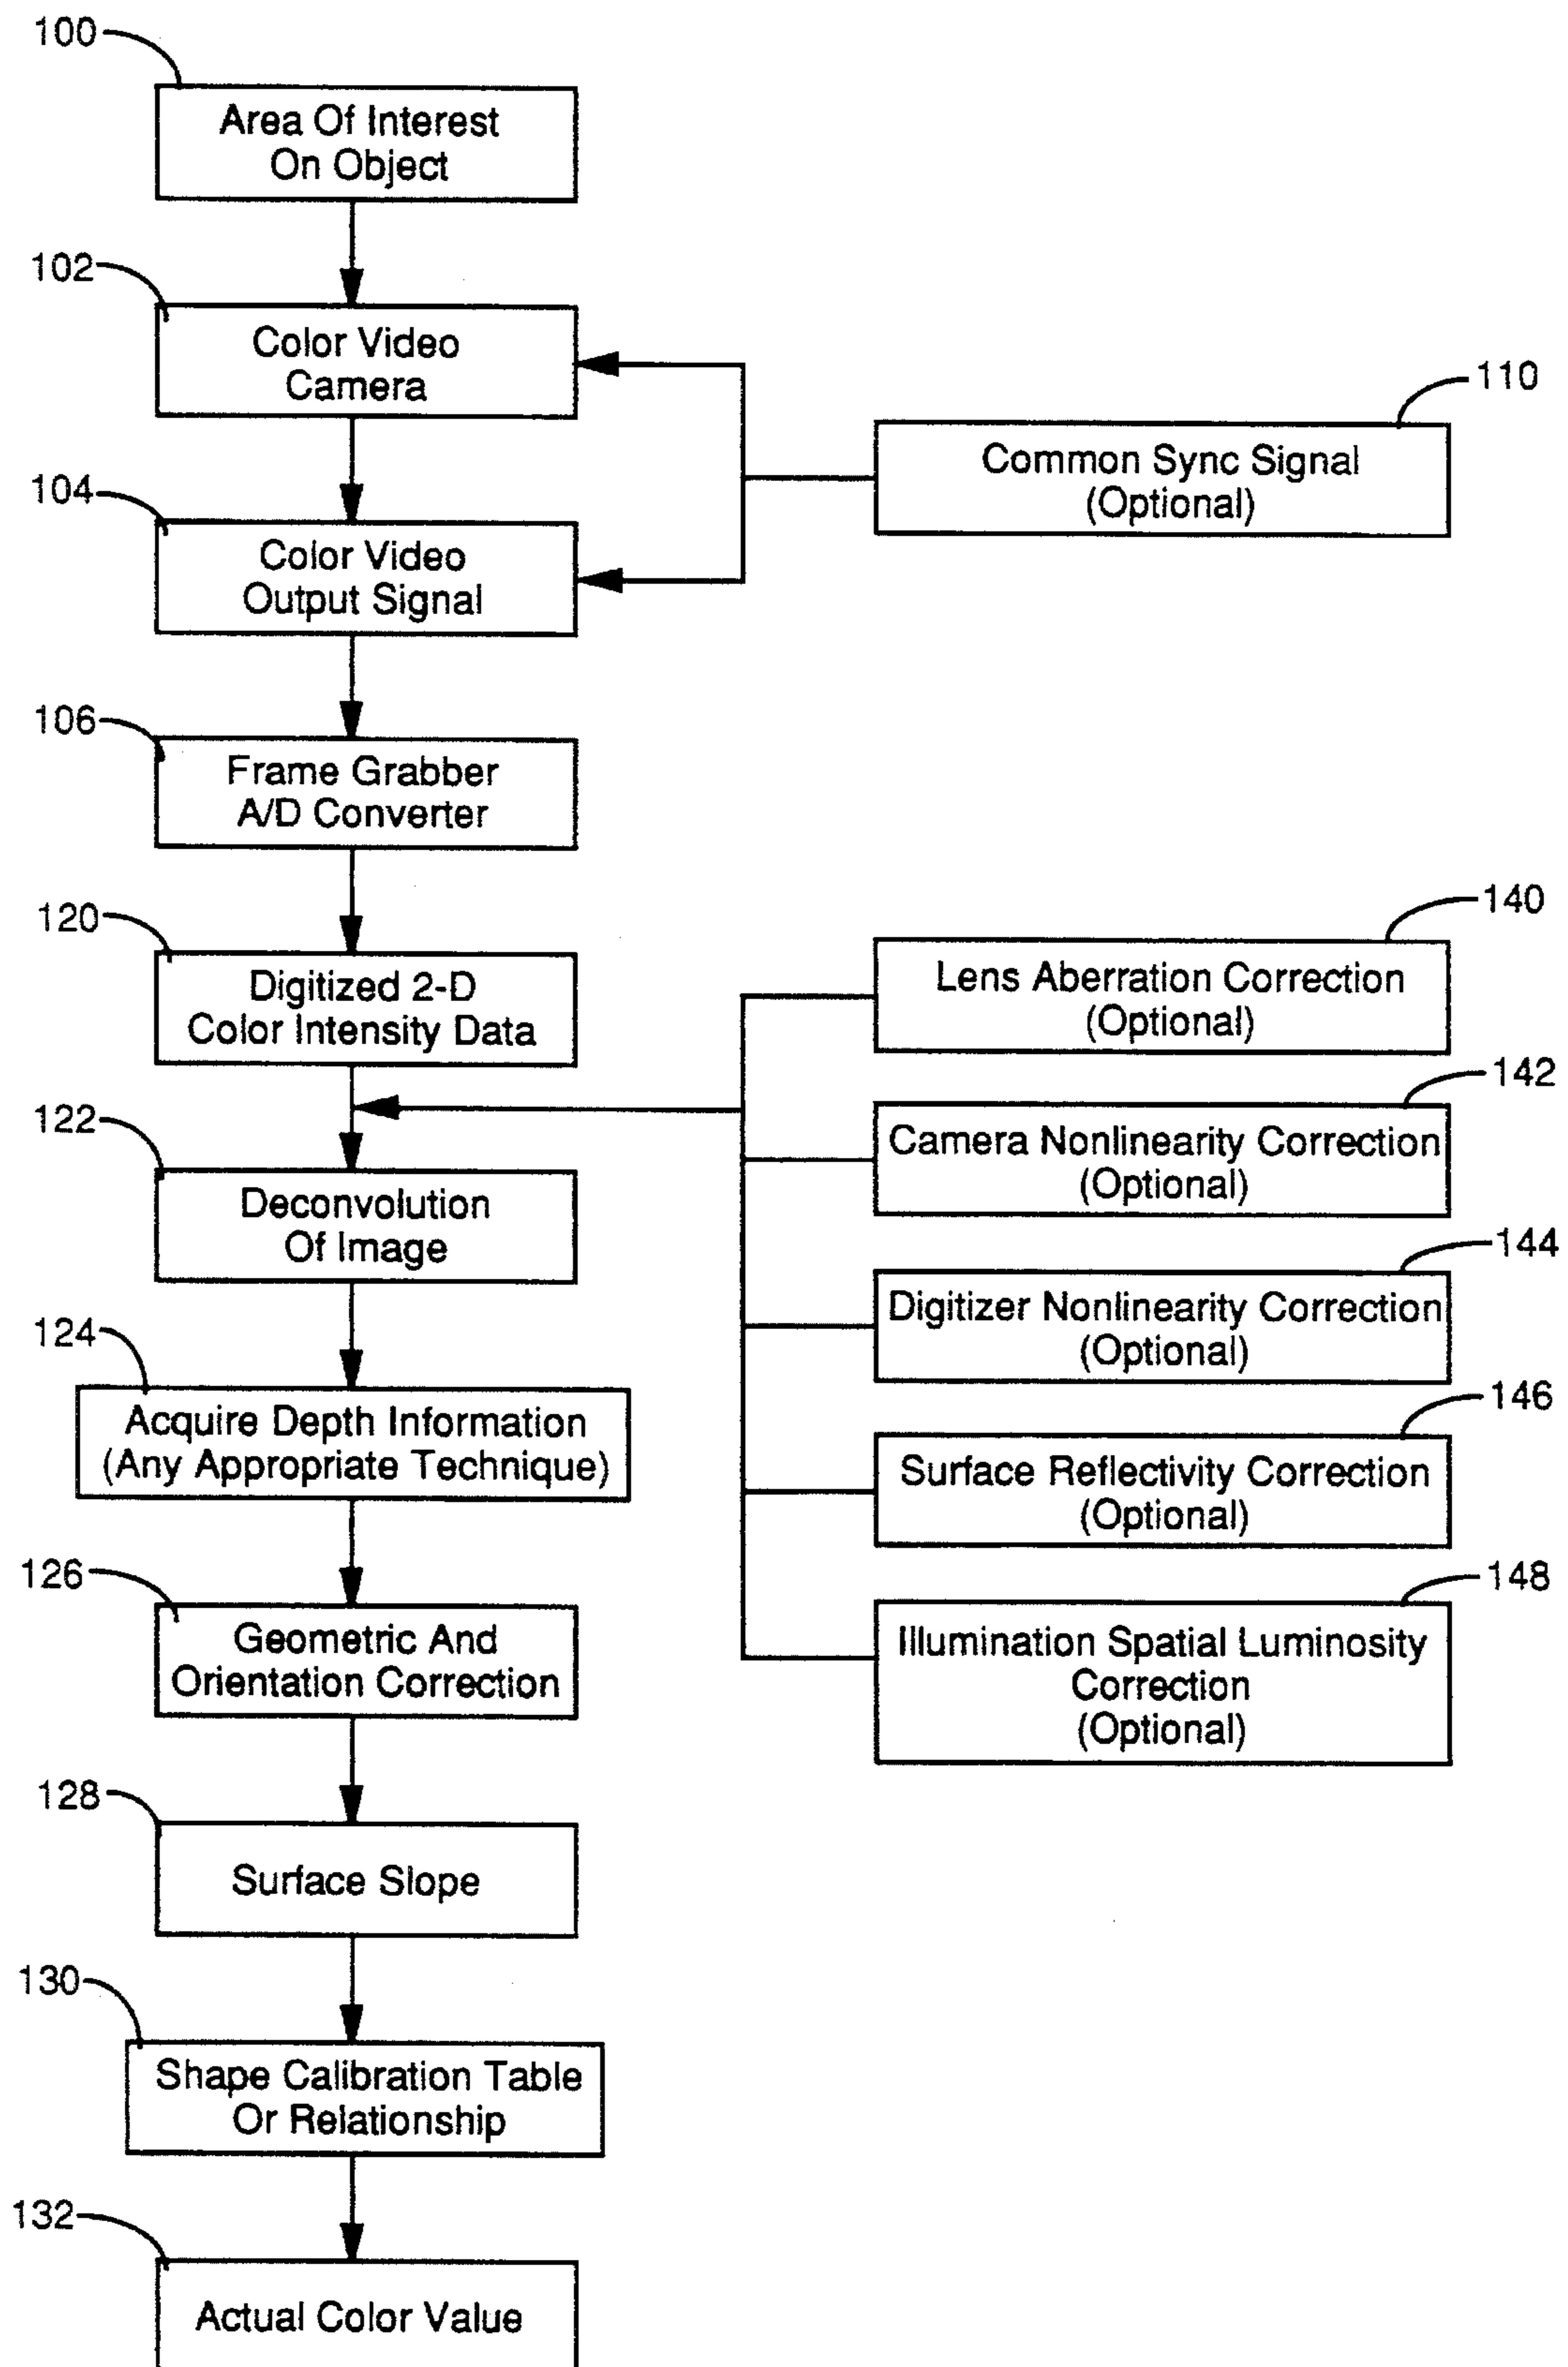 100
Area Of Interest
On Object
102
Color Video
Camera
110
Common Sync Signal
(Optional)
104
Color Video
Output Signal
106
Frame Grabber
A/D Converter
120
Digitized 2-D
Color Intensity Data
140
Lens Aberration Correction
(Optional)
142
Camera Nonlinearity Correction
(Optional)
122
Deconvolution
Of Image
144
Digitizer Nonlinearity Correction
(Optional)
124
Acquire Depth Information
(Any Appropriate Technique)
146
Surface Reflectivity Correction
(Optional)
126
Geometric And
Orientation Correction
148
Illumination Spatial Luminosity
Correction
(Optional)
128
Surface Slope
130
Shape Calibration Table
Or Relationship
132
Actual Color Value